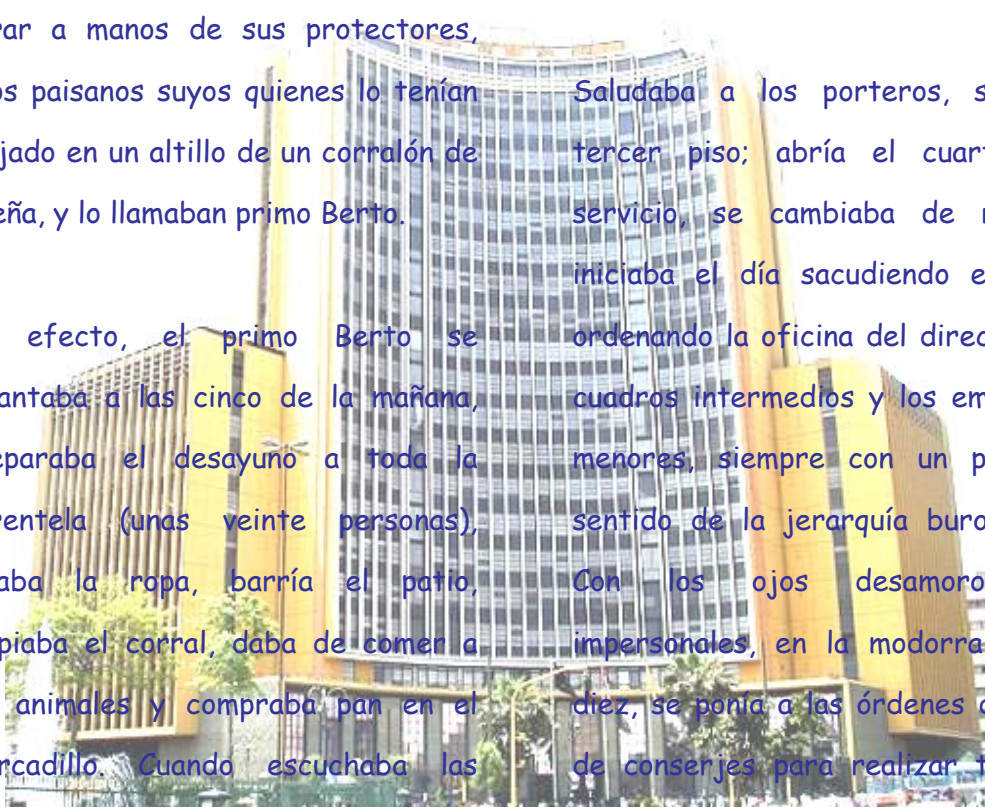 rar a manos de sus protectores,
os paisanos suyos quienes lo tenían
jado en un altillo de un corralón de
eña, y lo llamaban primo Berto.
efecto, el primo Berto se
antaba a las cinco de la mañana,
eparaba el desayuno a toda la
rentela (unas veinte personas),
aba la ropa, barría el patio,
piaba el corral, daba de comer a
animales y compraba pan en el
rcadillo. Cuando escuchaba las
Saludaba a los porteros, s
tercer piso; abría el cuart
servicio, se cambiaba de
iniciaba el día sacudiendo e
ordenando la oficina del direc
cuadros intermedios y los em
menores, siempre con un p
sentido de la jerarquía buro
Con los ojos desamoro
impersonales, en la modorra
diez, se ponía a las órdenes
de conserjes para realizar t